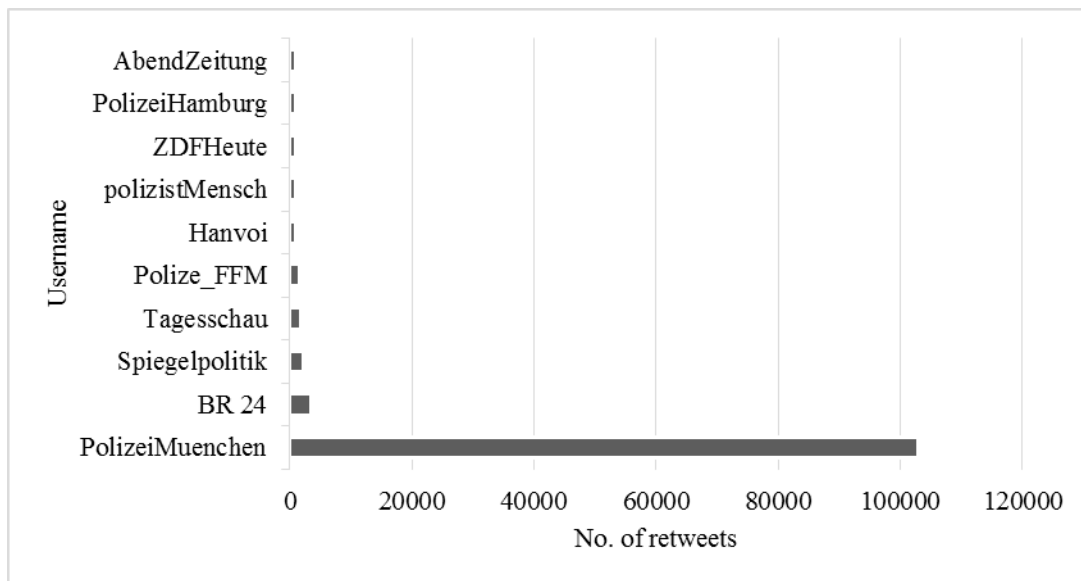 AbendZeitung
PolizeiHamburg
ZDFHeute
polizistMensch
Hanvoi
Polize_FFM
Tagesschau
Spiegelpolitik
BR 24
PolizeiMuenchen
Username
0 20000 40000 60000 80000 100000 120000
No. of retweets